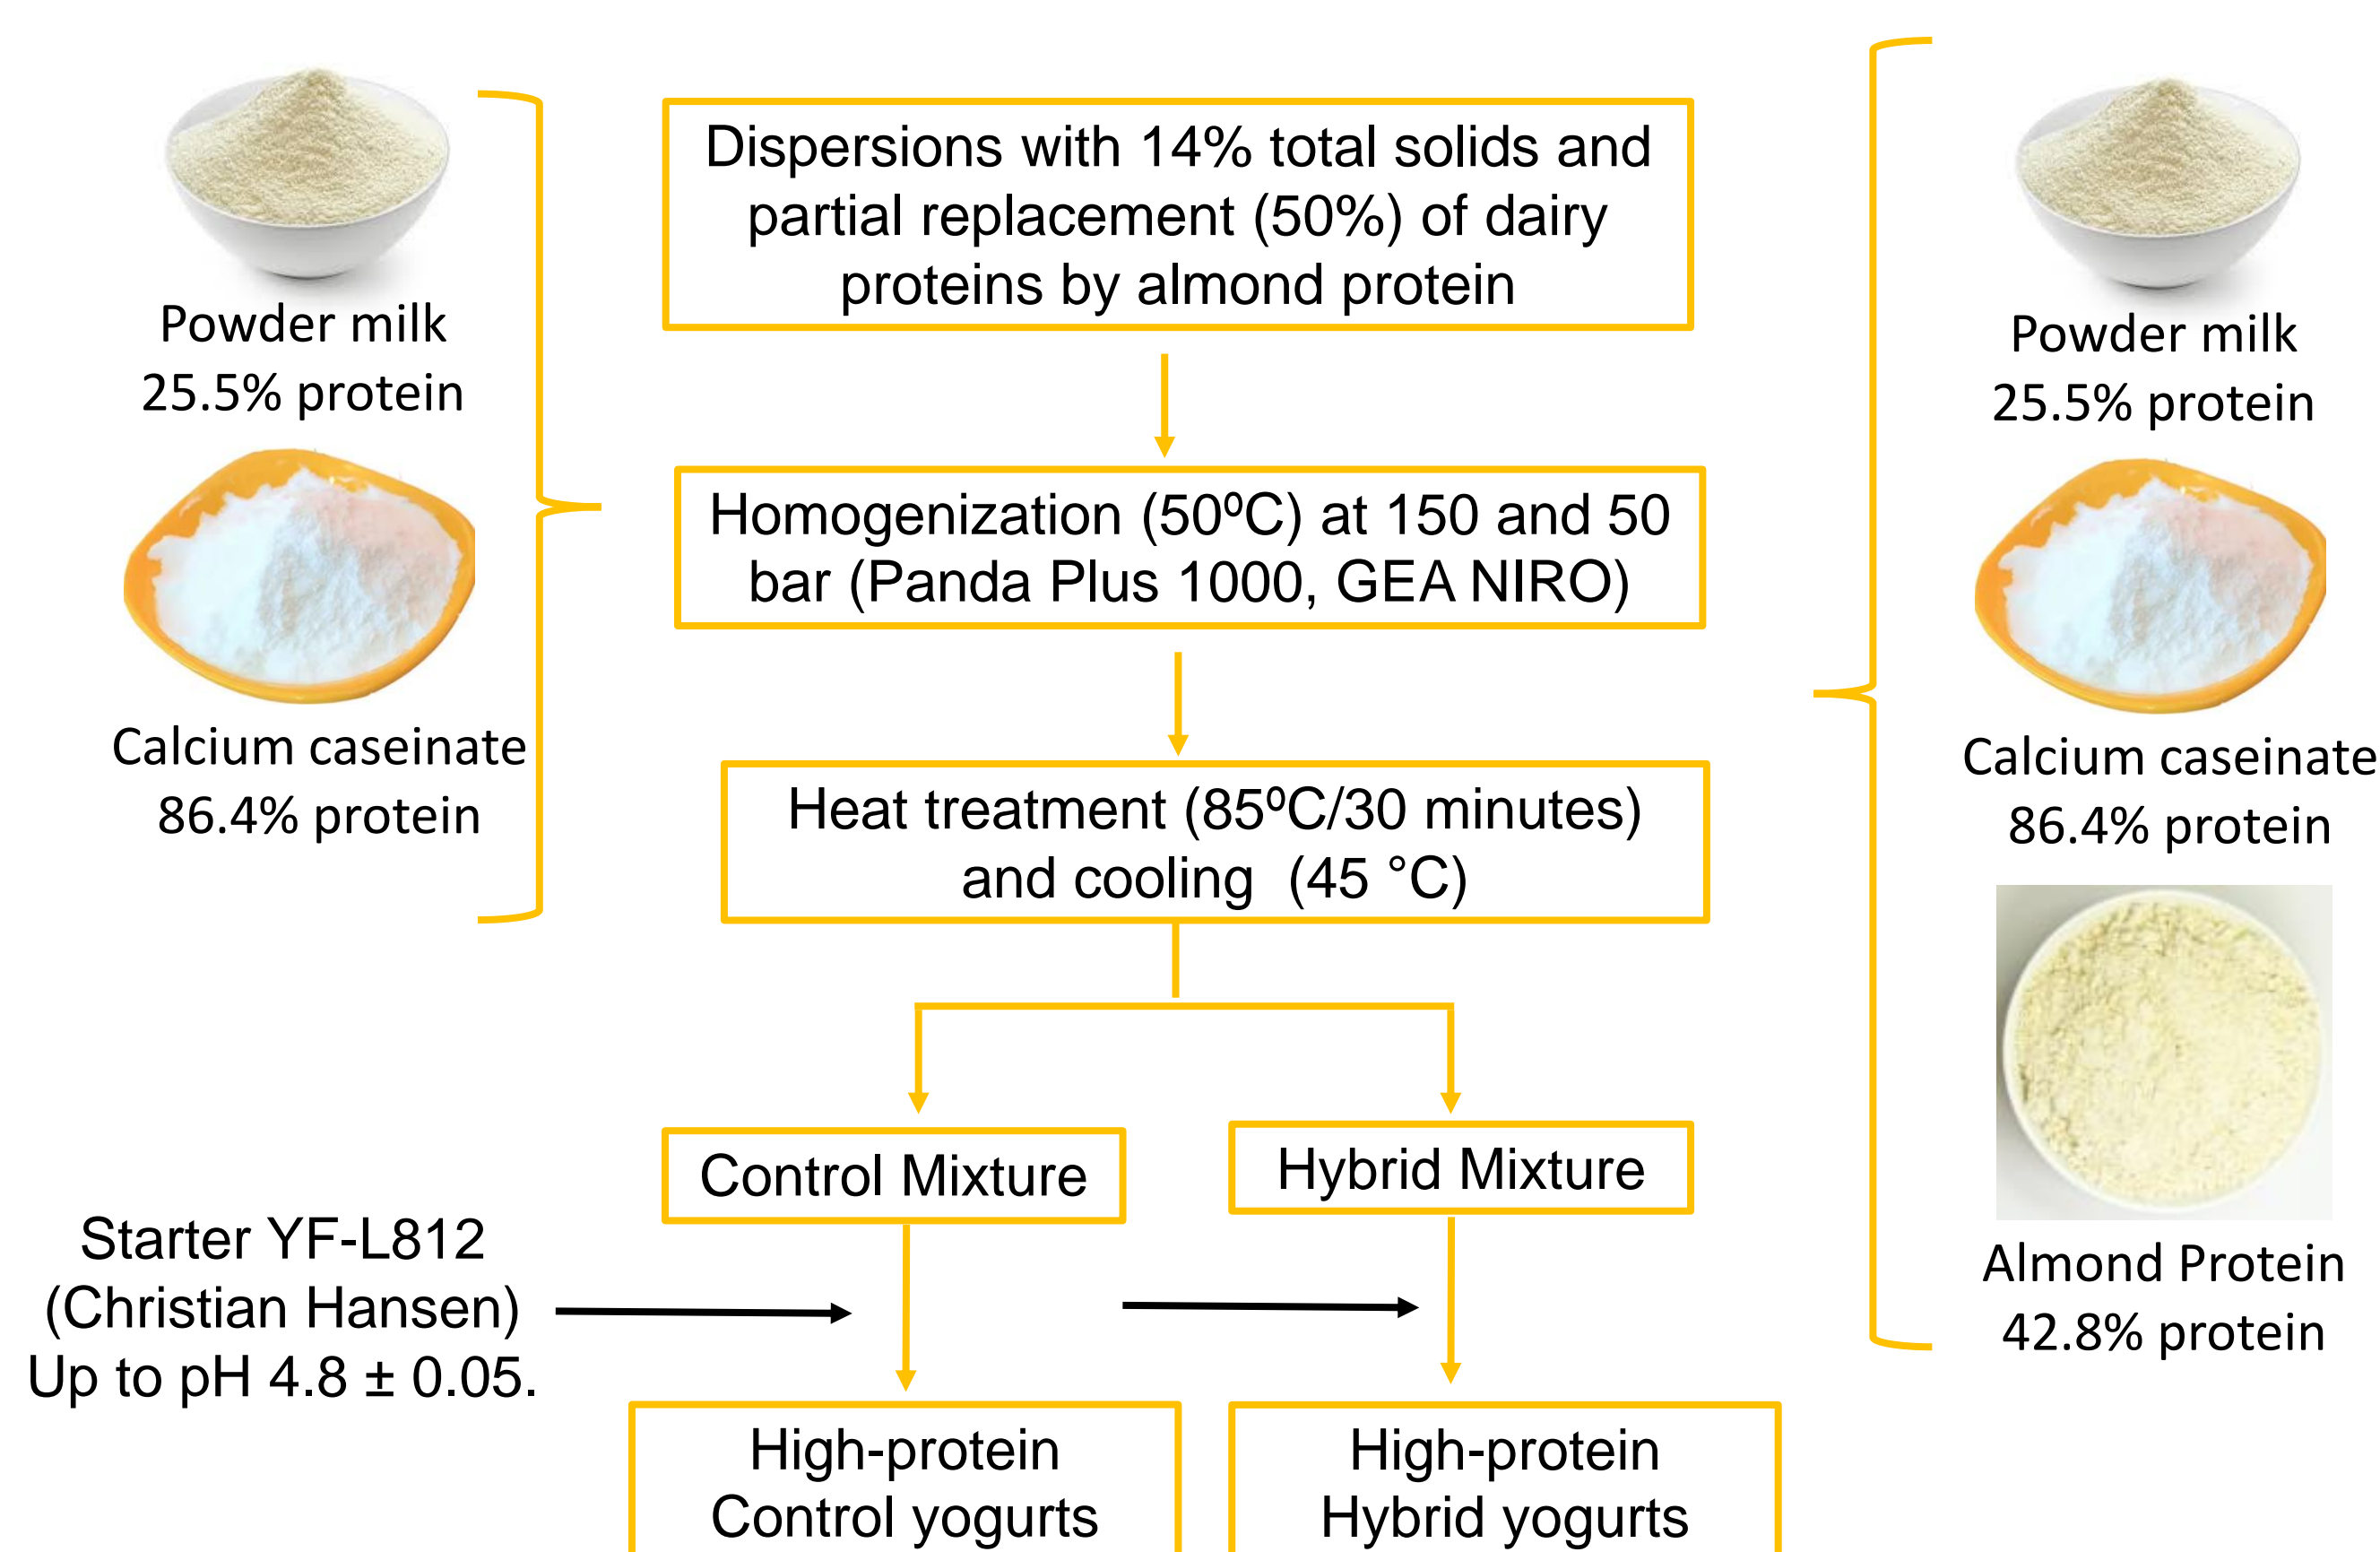 Powder milk
25.5% protein
Calcium caseinate
86.4% protein
Dispersions with 14% total solids and
partial replacement (50%) of dairy
proteins by almond protein
Homogenization (50ºC) at 150 and 50
bar (Panda Plus 1000, GEA NIRO)
Heat treatment (85ºC/30 minutes)
and cooling (45 °C)
Control Mixture
Hybrid Mixture
Starter YF-L812
(Christian Hansen)
Up to pH 4.8 ± 0.05.
High-protein
Control yogurts
High-protein
Hybrid yogurts
Powder milk
25.5% protein
Calcium caseinate
86.4% protein
Almond Protein
42.8% protein